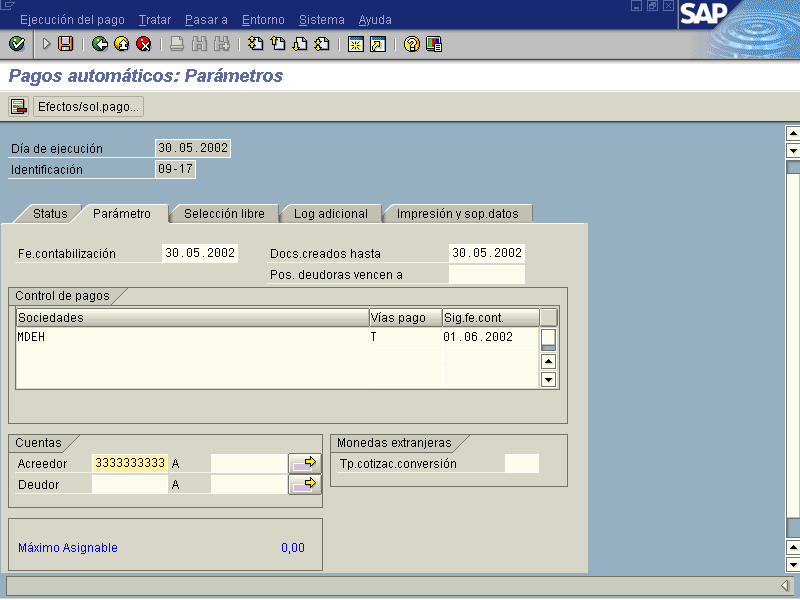 Ejecución del pago Tratar Pasar a Entorno Sistema Ayuda
SAP
Pagos automáticos: Parámetros
Efectos/sol.pago...
Día de ejecución 30.05.2002
Identificación 09-17
Status Parámetro Selección libre Log adicional Impresión y sop.datos
Fe.contabilización 30.05.2002 Docs.creados hasta 30.05.2002
Pos. deudoras vencen a
Control de pagos
Sociedades Vías pago Sig.fe.cont.
MDEH T 01.06.2002
Cuentas Monedas extranjeras
Acreedor 3333333333 A Tp.cotizac.conversión
Deudor A
Máximo Asignable 0,00